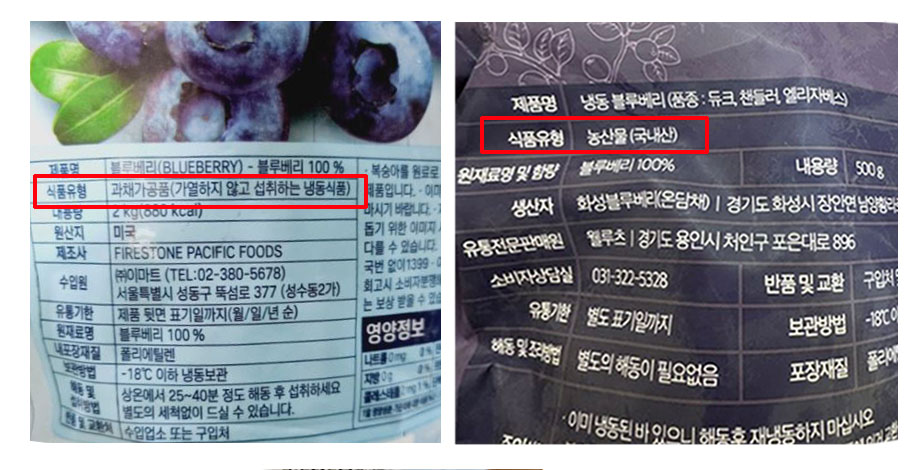 제품명 블루베리(BLUEBERRY) - 블루베리 100 %
식품유형 과채가공품(가열하지 않고 섭취하는 냉동식품)
내용량 2 kg(880 kcal)
원산지 미국
제조사 FIRESTONE PACIFIC FOODS
수입원 ㈜이마트 (TEL:02-380-5678)
서울특별시 성동구 뚝섬로 377 (성수동2가)
유통기한 제품 뒷면 표기일까지(월/일/년 순)
원재료명 블루베리 100 %
내포장재질 폴리에틸렌
보관방법 -18℃ 이하 냉동보관
해동 및 섭취방법 상온에서 25~40분 정도 해동 후 섭취하세요
별도의 세척없이 드실 수 있습니다.
반품 및 교환처 수입업소 또는 구입처
· 복숭아를 원료로
제품입니다. · 이미
마시기 바랍니다. ·
돕기 위한 이미지
다를 수 있습니다.
국번 없이 1399 ·
회고시 소비자분쟁
는 보상 받을 수 있
영양정보
나트륨 0 mg 0 %
지방 0 g 0 %
콜레스테롤 0 mg
제품명 냉동 블루베리 (품종 : 듀크, 챈들러, 엘리자베스)
식품유형 농산물 (국내산)
원재료명 및 함량 블루베리 100% 내용량 500 g
생산자 화성블루베리(온담채) | 경기도 화성시 장안면 남양황라
유통전문판매원 웰루츠 | 경기도 용인시 처인구 포은대로 896
소비자상담실 031-322-5328 반품 및 교환 구입처
유통기한 별도 표기일까지 보관방법 -18℃
해동 및 조리방법 별도의 해동이 필요없음 포장재질 폴리에
· 이미 냉동된 바 있으니 해동후 재냉동하지 마십시오